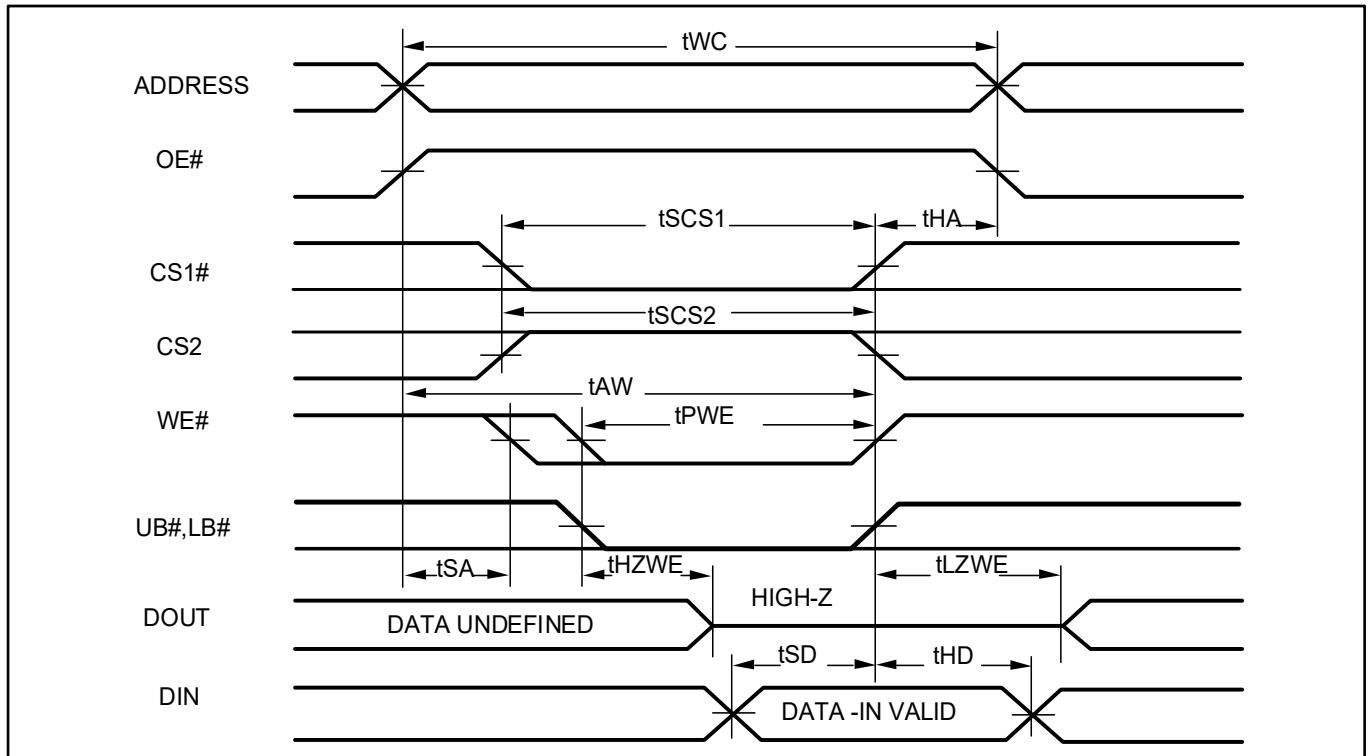 tWC
ADDRESS
OE#
tSCS1
tHA
CS1#
tSCS2
CS2
tAW
WE#
tPWE
UB#,LB#
tSA
tHZWE
tLZWE
DOUT
DATA UNDEFINED
HIGH-Z
tSD
tHD
DIN
DATA -IN VALID